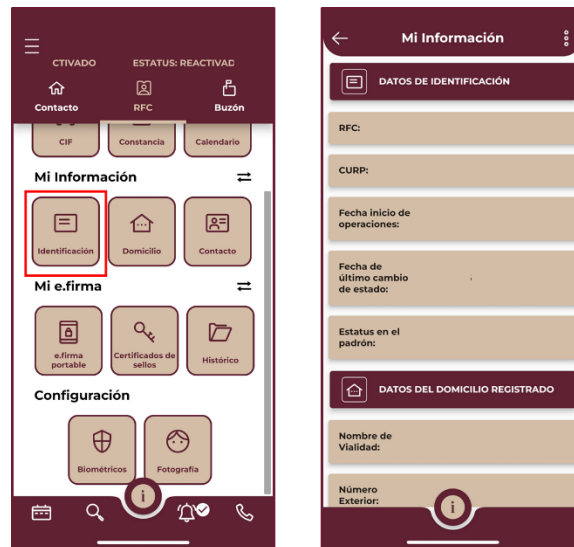 CTIVADO ESTATUS: REACTIVAD
Contacto RFC Buzón
CIF Constancia Calendario
Mi Información
Identificación Domicilio Contacto
Mi e.firma
e.firma
portable
Certificados de
sellos
Histórico
Configuración
Biométricos Fotografía
i
Mi Información
DATOS DE IDENTIFICACIÓN
RFC:
CURP:
Fecha inicio de
operaciones:
Fecha de
último cambio
de estado:
Estatus en el
padrón:
DATOS DEL DOMICILIO REGISTRADO
Nombre de
Vialidad:
Número
Exterior:
i